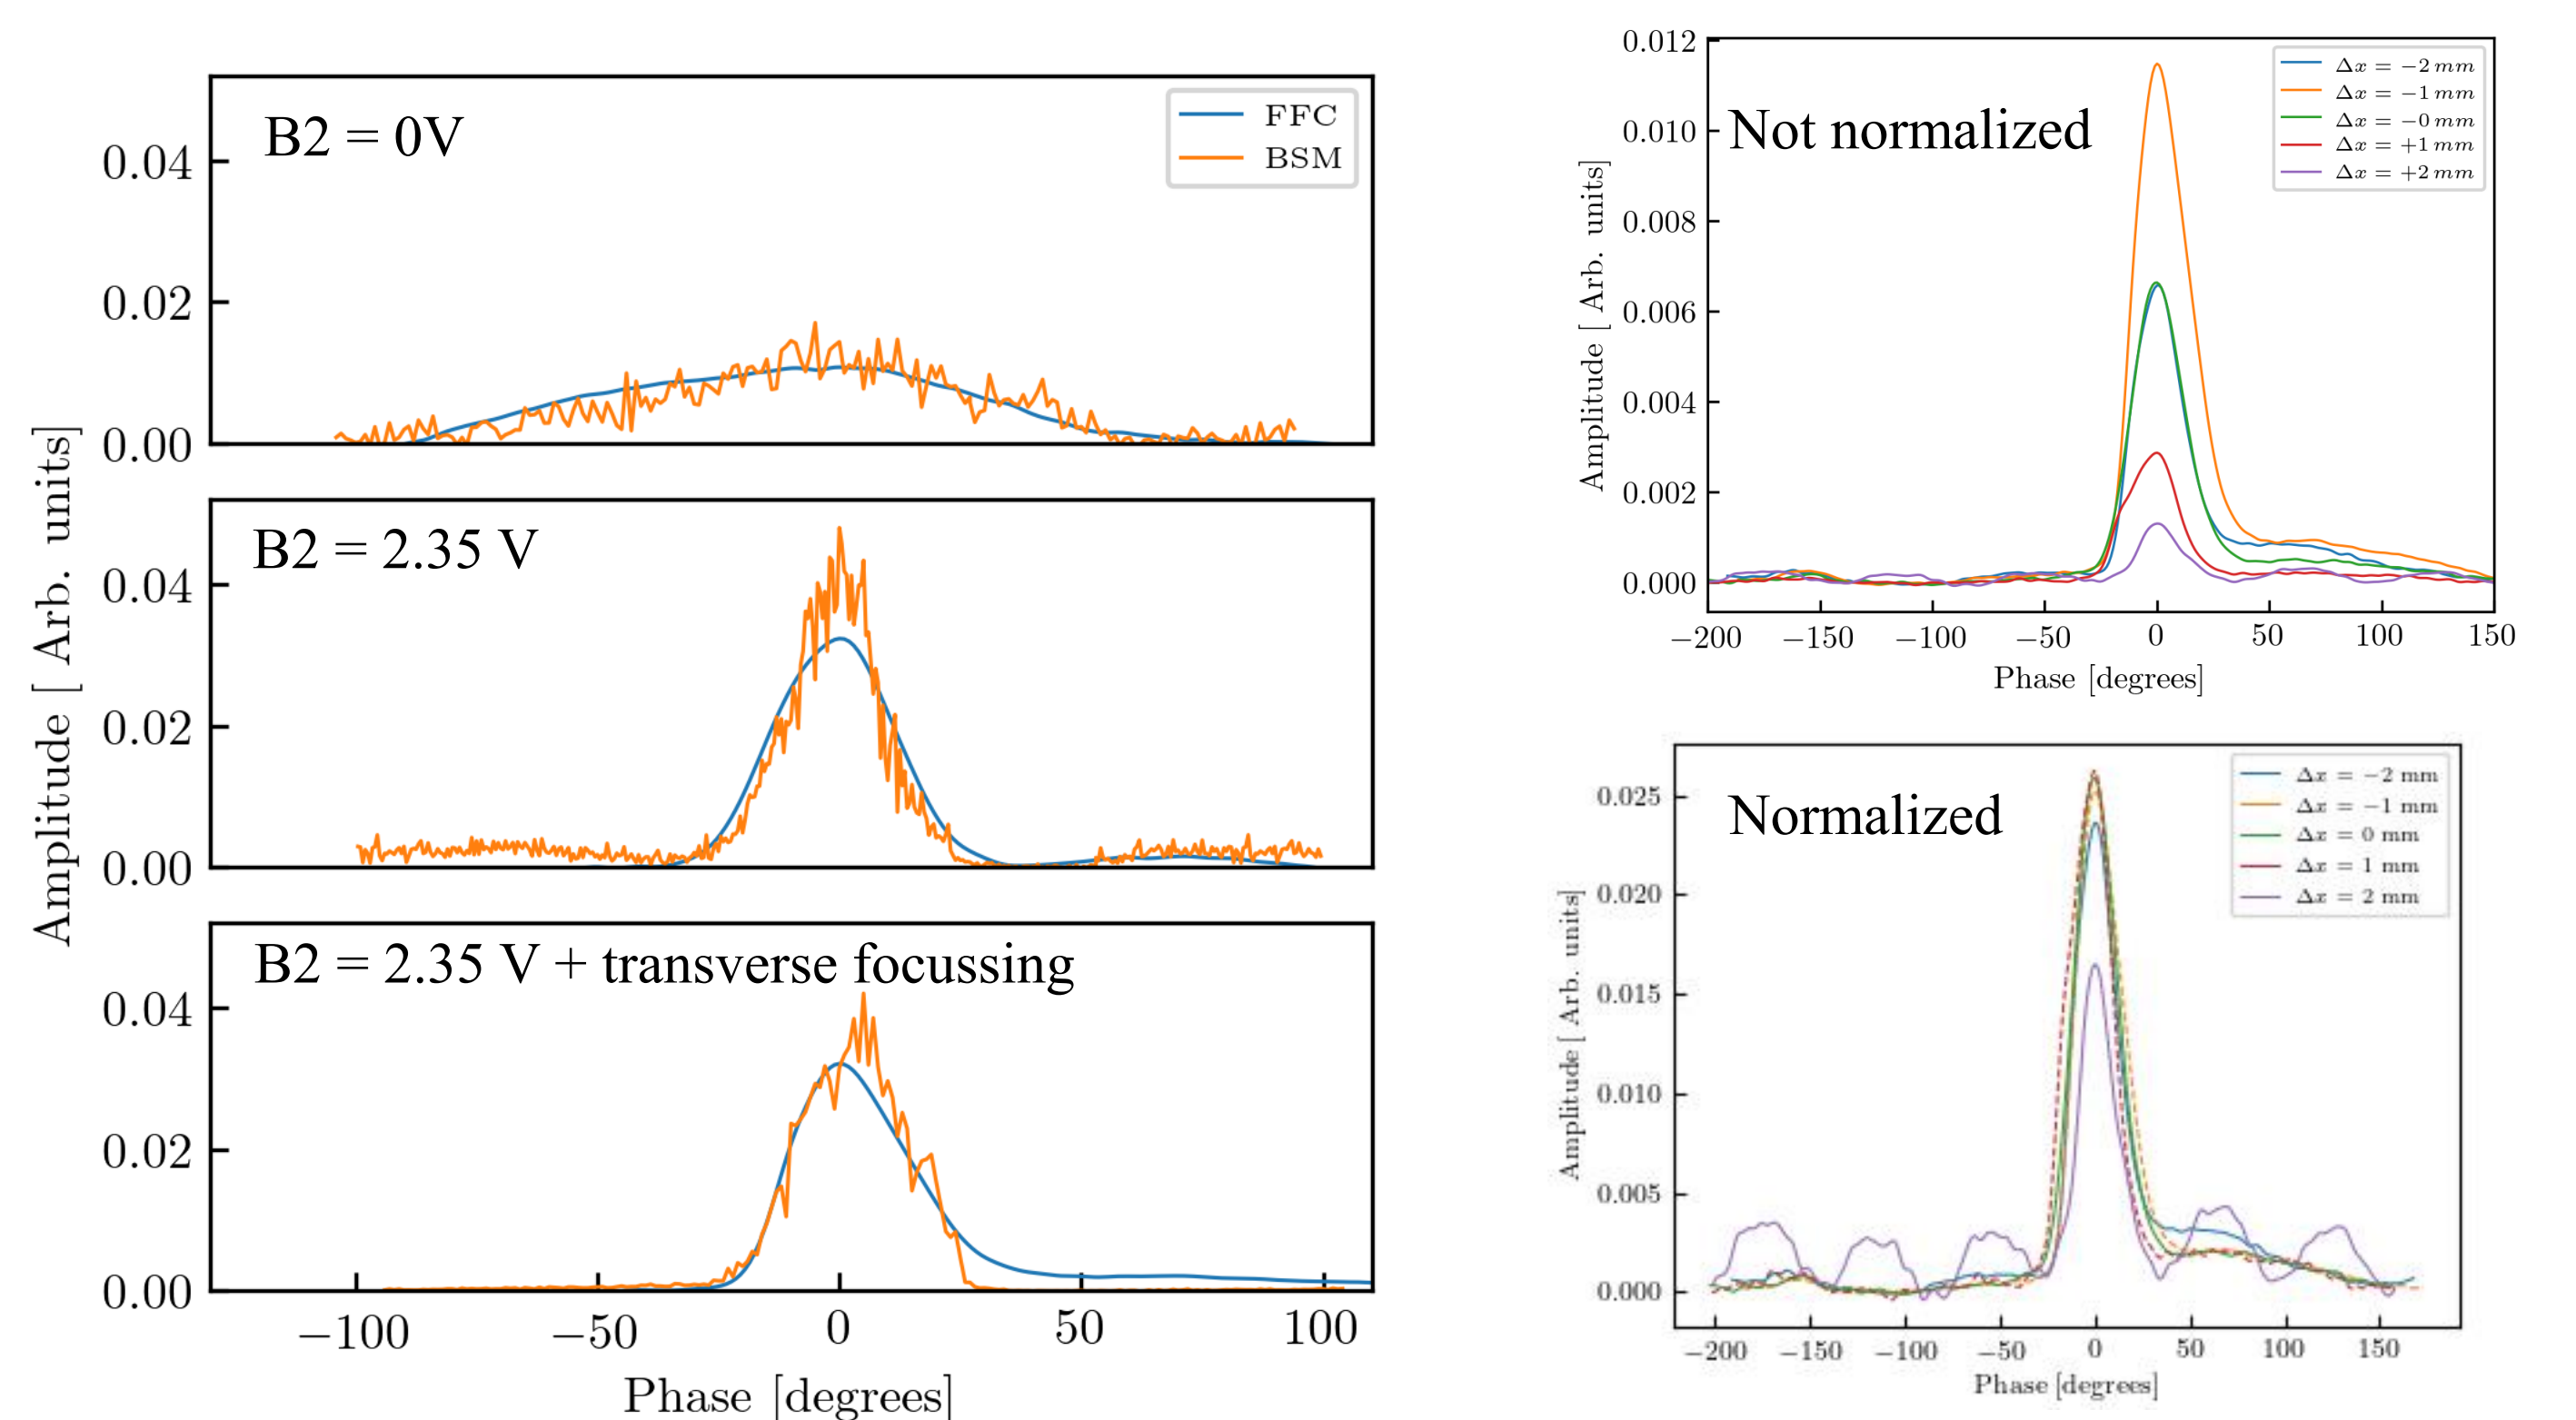 B2 = 0V
FFC
BSM
0.04
0.02
0.00
B2 = 2.35 V
0.04
0.02
0.00
B2 = 2.35 V + transverse focussing
0.04
0.02
0.00
−100 −50 0 50 100
Phase [degrees]
Amplitude [ Arb. units]
Not normalized
Δx = −2 mm
Δx = −1 mm
Δx = −0 mm
Δx = +1 mm
Δx = +2 mm
0.012
0.010
0.008
0.006
0.004
0.002
0.000
−200 −150 −100 −50 0 50 100 150
Phase [degrees]
Amplitude [ Arb. units]
Normalized
Δx = −2 mm
Δx = −1 mm
Δx = 0 mm
Δx = 1 mm
Δx = 2 mm
0.025
0.020
0.015
0.010
0.005
0.000
−200 −150 −100 −50 0 50 100 150
Phase [degrees]
Amplitude [ Arb. units]